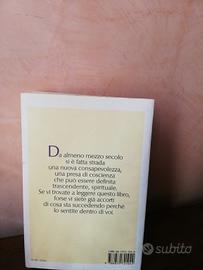 Da almeno mezzo secolo
si è fatta strada
una nuova consapevolezza,
una presa di coscienza
che può essere definita
trascendente, spirituale.
Se vi trovate a leggere questo libro,
forse vi siete già accorti
di cosa sta succedendo perché
lo sentite dentro di voi.
subito